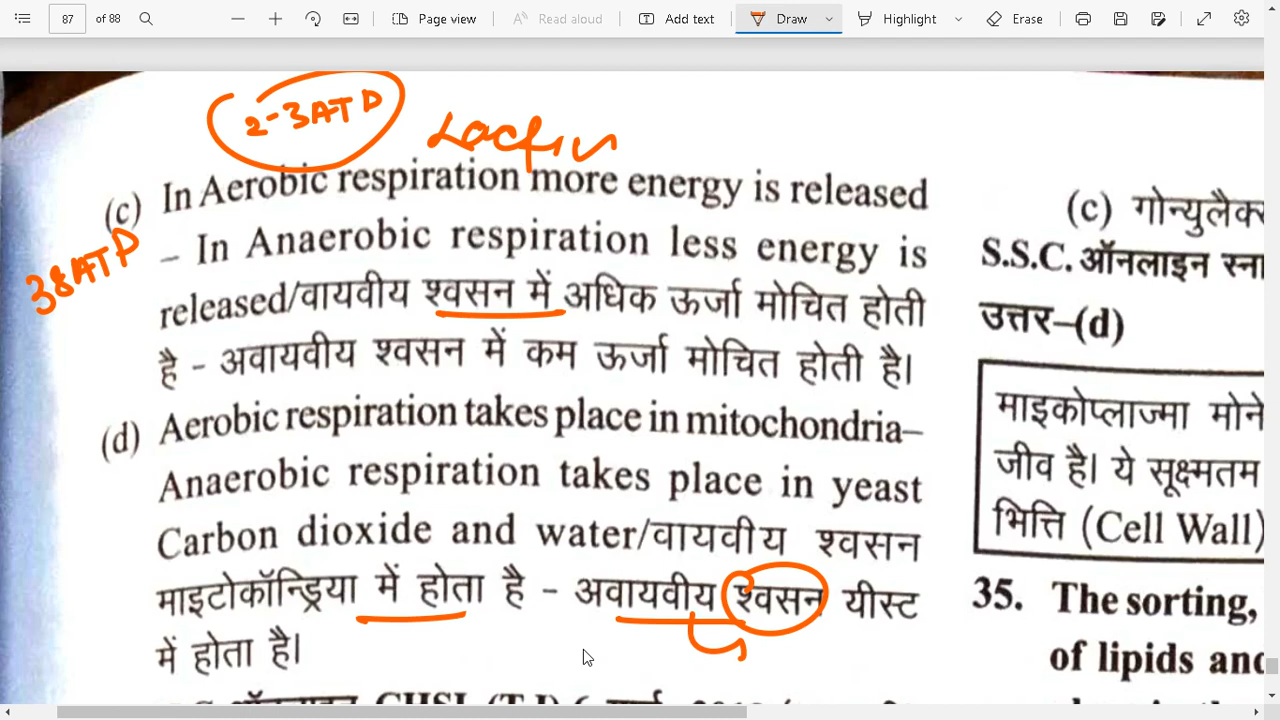 87 of 88 Page view Read aloud Add text Draw Highlight Erase
2-3ATP
(c) In Aerobic respiration more energy is released
– In Anaerobic respiration less energy is
38ATP
released/वायवीय श्वसन में अधिक ऊर्जा मोचित होती
है - अवायवीय श्वसन में कम ऊर्जा मोचित होती है।
(d) Aerobic respiration takes place in mitochondria–
Anaerobic respiration takes place in yeast
Carbon dioxide and water/वायवीय श्वसन
माइटोकॉन्ड्रिया में होता है - अवायवीय श्वसन यीस्ट
में होता है।
(c) गोन्युलैक
S.S.C. ऑनलाइन
उत्तर–(d)
माइकोप्लाज्मा
जीव है। ये सूक्ष्मतम
भित्ति (Cell Wall)
35. The sorting,
of lipids and